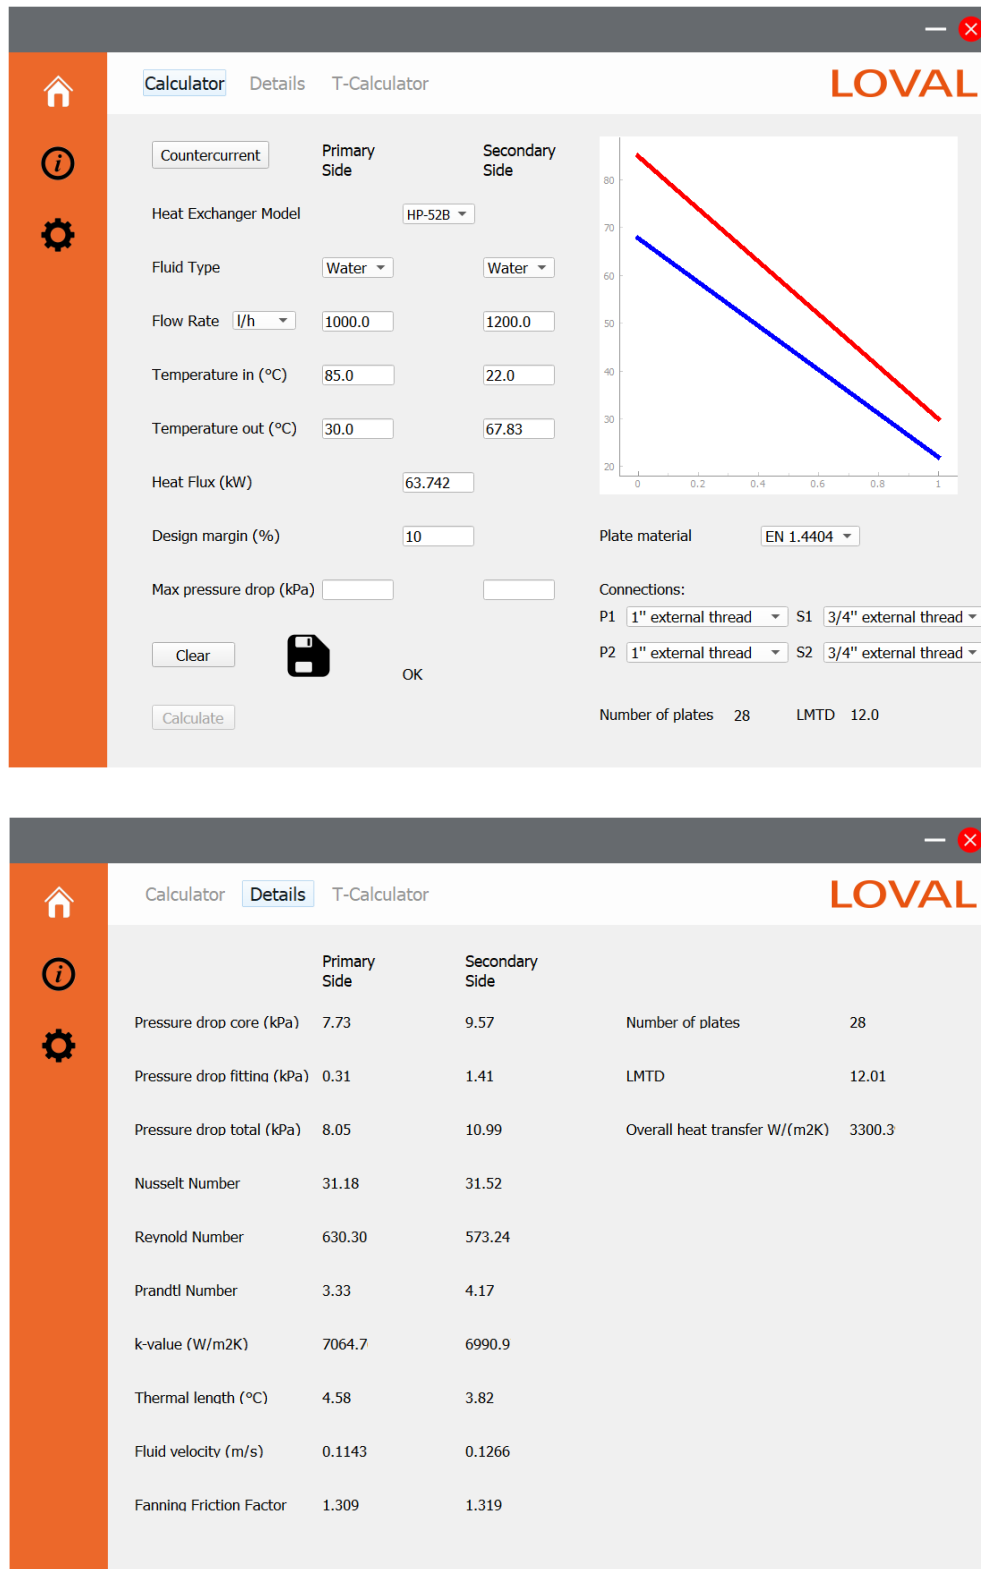 Calculator Details T-Calculator LOVAL
Countercurrent Primary Side Secondary Side
Heat Exchanger Model HP-52B
Fluid Type Water Water
Flow Rate l/h 1000.0 1200.0
Temperature in (°C) 85.0 22.0
Temperature out (°C) 30.0 67.83
Heat Flux (kW) 63.742
Design margin (%) 10
Max pressure drop (kPa)
Clear
OK
Calculate
80
70
60
50
40
30
20
0 0.2 0.4 0.6 0.8 1
Plate material EN 1.4404
Connections:
P1 1" external thread S1 3/4" external thread
P2 1" external thread S2 3/4" external thread
Number of plates 28 LMTD 12.0
Calculator Details T-Calculator LOVAL
Primary Side Secondary Side
Pressure drop core (kPa) 7.73 9.57 Number of plates 28
Pressure drop fitting (kPa) 0.31 1.41 LMTD 12.01
Pressure drop total (kPa) 8.05 10.99 Overall heat transfer W/(m2K) 3300.3
Nusselt Number 31.18 31.52
Reynold Number 630.30 573.24
Prandtl Number 3.33 4.17
k-value (W/m2K) 7064.7 6990.9
Thermal length (°C) 4.58 3.82
Fluid velocity (m/s) 0.1143 0.1266
Fanning Friction Factor 1.309 1.319